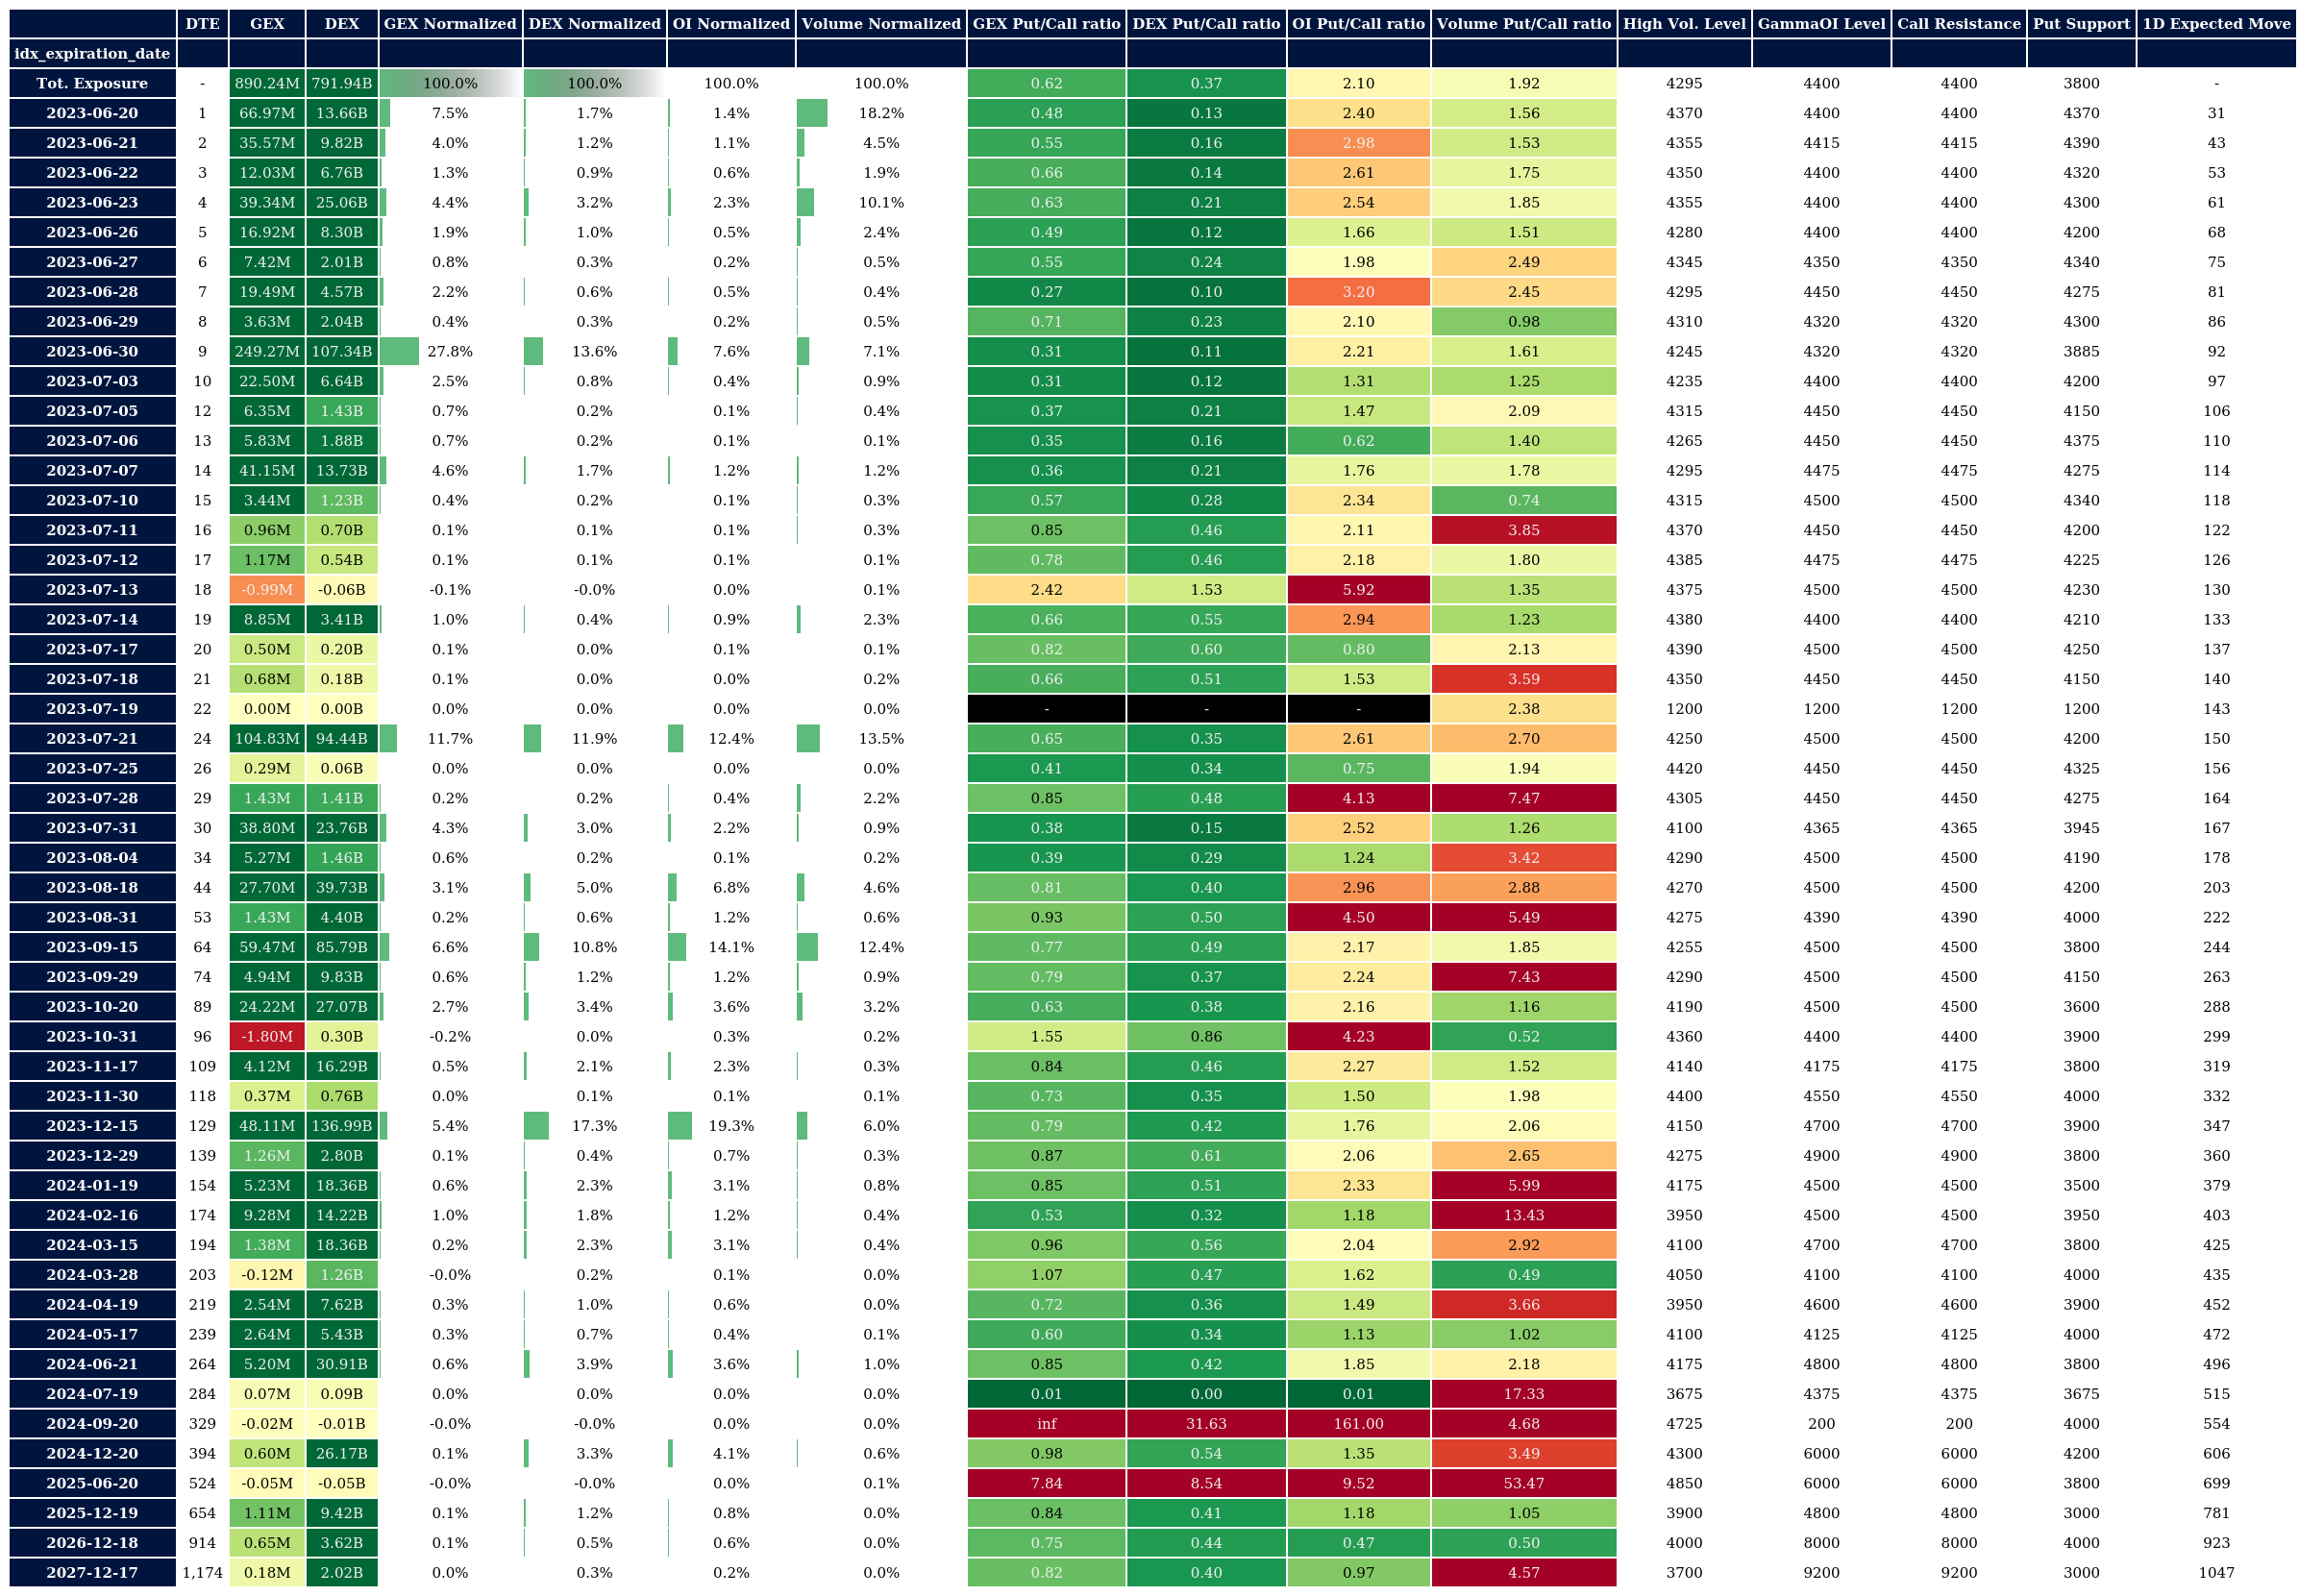 DTE GEX DEX GEX Normalized DEX Normalized OI Normalized Volume Normalized GEX Put/Call ratio DEX Put/Call ratio OI Put/Call ratio Volume Put/Call ratio High Vol. Level GammaOI Level Call Resistance Put Support 1D Expected Move
idx_expiration_date
Tot. Exposure - 890.24M 791.94B 100.0% 100.0% 100.0% 100.0% 0.62 0.37 2.10 1.92 4295 4400 4400 3800 -
2023-06-20 1 66.97M 13.66B 7.5% 1.7% 1.4% 18.2% 0.48 0.13 2.40 1.56 4370 4400 4400 4370 31
2023-06-21 2 35.57M 9.82B 4.0% 1.2% 1.1% 4.5% 0.55 0.16 2.98 1.53 4355 4415 4415 4390 43
2023-06-22 3 12.03M 6.76B 1.3% 0.9% 0.6% 1.9% 0.66 0.14 2.61 1.75 4350 4400 4400 4320 53
2023-06-23 4 39.34M 25.06B 4.4% 3.2% 2.3% 10.1% 0.63 0.21 2.54 1.85 4355 4400 4400 4300 61
2023-06-26 5 16.92M 8.30B 1.9% 1.0% 0.5% 2.4% 0.49 0.12 1.66 1.51 4280 4400 4400 4200 68
2023-06-27 6 7.42M 2.01B 0.8% 0.3% 0.2% 0.5% 0.55 0.24 1.98 2.49 4345 4350 4350 4340 75
2023-06-28 7 19.49M 4.57B 2.2% 0.6% 0.5% 0.4% 0.27 0.10 3.20 2.45 4295 4450 4450 4275 81
2023-06-29 8 3.63M 2.04B 0.4% 0.3% 0.2% 0.5% 0.71 0.23 2.10 0.98 4310 4320 4320 4300 86
2023-06-30 9 249.27M 107.34B 27.8% 13.6% 7.6% 7.1% 0.31 0.11 2.21 1.61 4245 4320 4320 3885 92
2023-07-03 10 22.50M 6.64B 2.5% 0.8% 0.4% 0.9% 0.31 0.12 1.31 1.25 4235 4400 4400 4200 97
2023-07-05 12 6.35M 1.43B 0.7% 0.2% 0.1% 0.4% 0.37 0.21 1.47 2.09 4315 4450 4450 4150 106
2023-07-06 13 5.83M 1.88B 0.7% 0.2% 0.1% 0.1% 0.35 0.16 0.62 1.40 4265 4450 4450 4375 110
2023-07-07 14 41.15M 13.73B 4.6% 1.7% 1.2% 1.2% 0.36 0.21 1.76 1.78 4295 4475 4475 4275 114
2023-07-10 15 3.44M 1.23B 0.4% 0.2% 0.1% 0.3% 0.57 0.28 2.34 0.74 4315 4500 4500 4340 118
2023-07-11 16 0.96M 0.70B 0.1% 0.1% 0.1% 0.3% 0.85 0.46 2.11 3.85 4370 4450 4450 4200 122
2023-07-12 17 1.17M 0.54B 0.1% 0.1% 0.1% 0.1% 0.78 0.46 2.18 1.80 4385 4475 4475 4225 126
2023-07-13 18 -0.99M -0.06B -0.1% -0.0% 0.0% 0.1% 2.42 1.53 5.92 1.35 4375 4500 4500 4230 130
2023-07-14 19 8.85M 3.41B 1.0% 0.4% 0.9% 2.3% 0.66 0.55 2.94 1.23 4380 4400 4400 4210 133
2023-07-17 20 0.50M 0.20B 0.1% 0.0% 0.1% 0.1% 0.82 0.60 0.80 2.13 4390 4500 4500 4250 137
2023-07-18 21 0.68M 0.18B 0.1% 0.0% 0.0% 0.2% 0.66 0.51 1.53 3.59 4350 4450 4450 4150 140
2023-07-19 22 0.00M 0.00B 0.0% 0.0% 0.0% 0.0% - - - 2.38 1200 1200 1200 1200 143
2023-07-21 24 104.83M 94.44B 11.7% 11.9% 12.4% 13.5% 0.65 0.35 2.61 2.70 4250 4500 4500 4200 150
2023-07-25 26 0.29M 0.06B 0.0% 0.0% 0.0% 0.0% 0.41 0.34 0.75 1.94 4420 4450 4450 4325 156
2023-07-28 29 1.43M 1.41B 0.2% 0.2% 0.4% 2.2% 0.85 0.48 4.13 7.47 4305 4450 4450 4275 164
2023-07-31 30 38.80M 23.76B 4.3% 3.0% 2.2% 0.9% 0.38 0.15 2.52 1.26 4100 4365 4365 3945 167
2023-08-04 34 5.27M 1.46B 0.6% 0.2% 0.1% 0.2% 0.39 0.29 1.24 3.42 4290 4500 4500 4190 178
2023-08-18 44 27.70M 39.73B 3.1% 5.0% 6.8% 4.6% 0.81 0.40 2.96 2.88 4270 4500 4500 4200 203
2023-08-31 53 1.43M 4.40B 0.2% 0.6% 1.2% 0.6% 0.93 0.50 4.50 5.49 4275 4390 4390 4000 222
2023-09-15 64 59.47M 85.79B 6.6% 10.8% 14.1% 12.4% 0.77 0.49 2.17 1.85 4255 4500 4500 3800 244
2023-09-29 74 4.94M 9.83B 0.6% 1.2% 1.2% 0.9% 0.79 0.37 2.24 7.43 4290 4500 4500 4150 263
2023-10-20 89 24.22M 27.07B 2.7% 3.4% 3.6% 3.2% 0.63 0.38 2.16 1.16 4190 4500 4500 3600 288
2023-10-31 96 -1.80M 0.30B -0.2% 0.0% 0.3% 0.2% 1.55 0.86 4.23 0.52 4360 4400 4400 3900 299
2023-11-17 109 4.12M 16.29B 0.5% 2.1% 2.3% 0.3% 0.84 0.46 2.27 1.52 4140 4175 4175 3800 319
2023-11-30 118 0.37M 0.76B 0.0% 0.1% 0.1% 0.1% 0.73 0.35 1.50 1.98 4400 4550 4550 4000 332
2023-12-15 129 48.11M 136.99B 5.4% 17.3% 19.3% 6.0% 0.79 0.42 1.76 2.06 4150 4700 4700 3900 347
2023-12-29 139 1.26M 2.80B 0.1% 0.4% 0.7% 0.3% 0.87 0.61 2.06 2.65 4275 4900 4900 3800 360
2024-01-19 154 5.23M 18.36B 0.6% 2.3% 3.1% 0.8% 0.85 0.51 2.33 5.99 4175 4500 4500 3500 379
2024-02-16 174 9.28M 14.22B 1.0% 1.8% 1.2% 0.4% 0.53 0.32 1.18 13.43 3950 4500 4500 3950 403
2024-03-15 194 1.38M 18.36B 0.2% 2.3% 3.1% 0.4% 0.96 0.56 2.04 2.92 4100 4700 4700 3800 425
2024-03-28 203 -0.12M 1.26B -0.0% 0.2% 0.1% 0.0% 1.07 0.47 1.62 0.49 4050 4100 4100 4000 435
2024-04-19 219 2.54M 7.62B 0.3% 1.0% 0.6% 0.0% 0.72 0.36 1.49 3.66 3950 4600 4600 3900 452
2024-05-17 239 2.64M 5.43B 0.3% 0.7% 0.4% 0.1% 0.60 0.34 1.13 1.02 4100 4125 4125 4000 472
2024-06-21 264 5.20M 30.91B 0.6% 3.9% 3.6% 1.0% 0.85 0.42 1.85 2.18 4175 4800 4800 3800 496
2024-07-19 284 0.07M 0.09B 0.0% 0.0% 0.0% 0.0% 0.01 0.00 0.01 17.33 3675 4375 4375 3675 515
2024-09-20 329 -0.02M -0.01B -0.0% -0.0% 0.0% 0.0% inf 31.63 161.00 4.68 4725 200 200 4000 554
2024-12-20 394 0.60M 26.17B 0.1% 3.3% 4.1% 0.6% 0.98 0.54 1.35 3.49 4300 6000 6000 4200 606
2025-06-20 524 -0.05M -0.05B -0.0% -0.0% 0.0% 0.1% 7.84 8.54 9.52 53.47 4850 6000 6000 3800 699
2025-12-19 654 1.11M 9.42B 0.1% 1.2% 0.8% 0.0% 0.84 0.41 1.18 1.05 3900 4800 4800 3000 781
2026-12-18 914 0.65M 3.62B 0.1% 0.5% 0.6% 0.0% 0.75 0.44 0.47 0.50 4000 8000 8000 4000 923
2027-12-17 1,174 0.18M 2.02B 0.0% 0.3% 0.2% 0.0% 0.82 0.40 0.97 4.57 3700 9200 9200 3000 1047